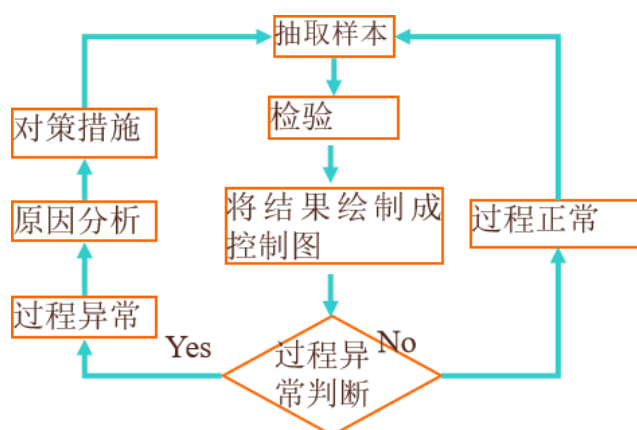 抽取样本
检验
将结果绘制成
控制图
过程异
常判断
Yes
过程异常
原因分析
对策措施
No
过程正常